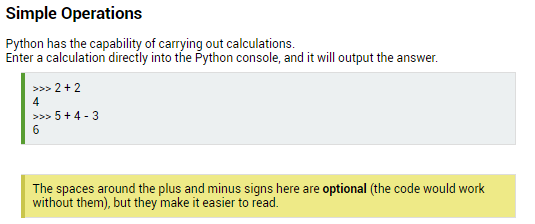 Simple Operations
Python has the capability of carrying out calculations.
Enter a calculation directly into the Python console, and it will output the answer.
>>> 2 + 2
4
>>> 5 + 4 - 3
6
The spaces around the plus and minus signs here are optional (the code would work
without them), but they make it easier to read.